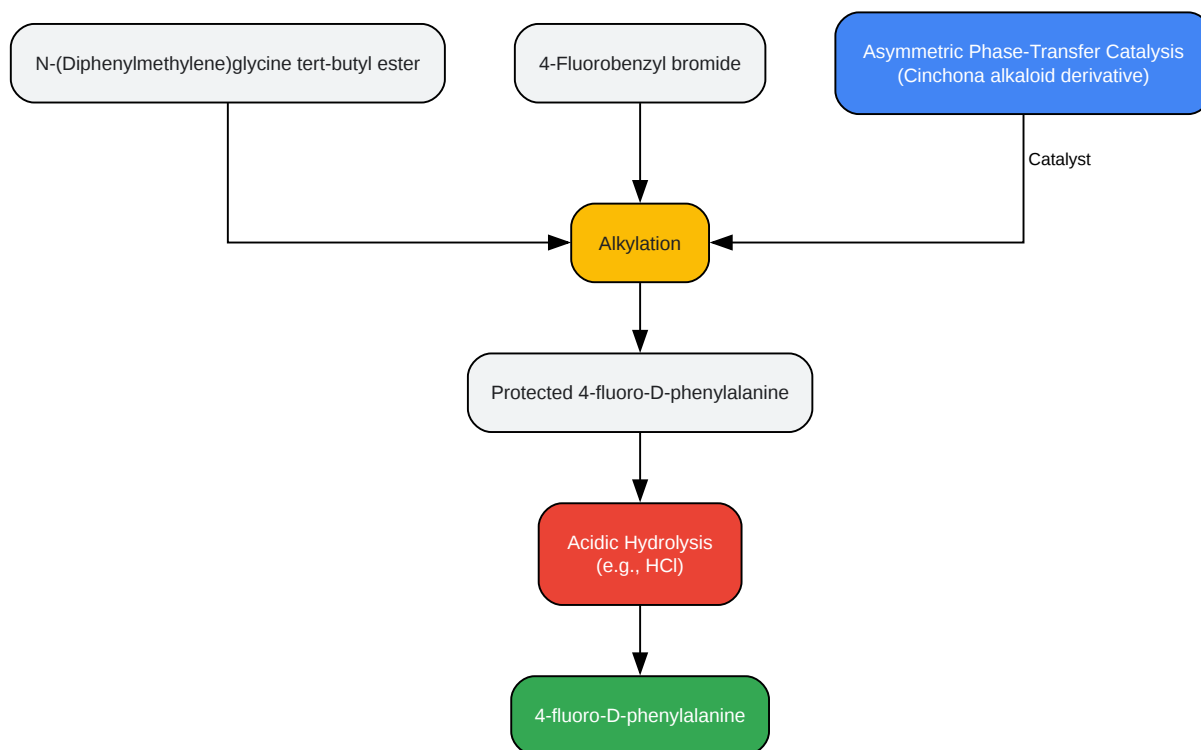 N-(Diphenylmethylene)glycine tert-butyl ester
4-Fluorobenzyl bromide
Asymmetric Phase-Transfer Catalysis
(Cinchona alkaloid derivative)
Catalyst
Alkylation
Protected 4-fluoro-D-phenylalanine
Acidic Hydrolysis
(e.g., HCl)
4-fluoro-D-phenylalanine